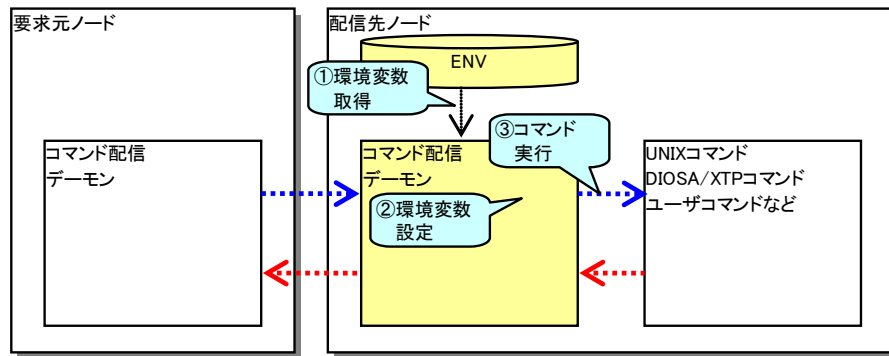 要求元ノード
配信先ノード
ENV
①環境変数
取得
③コマンド
実行
コマンド配信
デーモン
コマンド配信
デーモン
②環境変数
設定
UNIXコマンド
DIOSA/XTPコマンド
ユーザコマンドなど